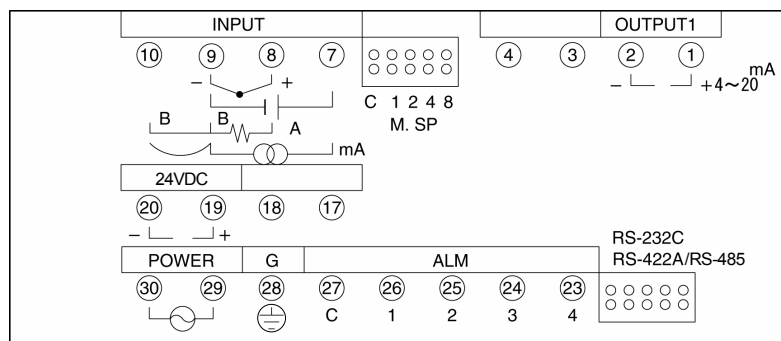 INPUT OUTPUT1
10 9 8 7 4 3 2 1
- + - + 4~20 mA
C 1 2 4 8
M. SP
B B A
mA
24VDC
20 19 18 17
- +
RS-232C
RS-422A/RS-485
POWER G ALM
30 29 28 27 26 25 24 23
C 1 2 3 4